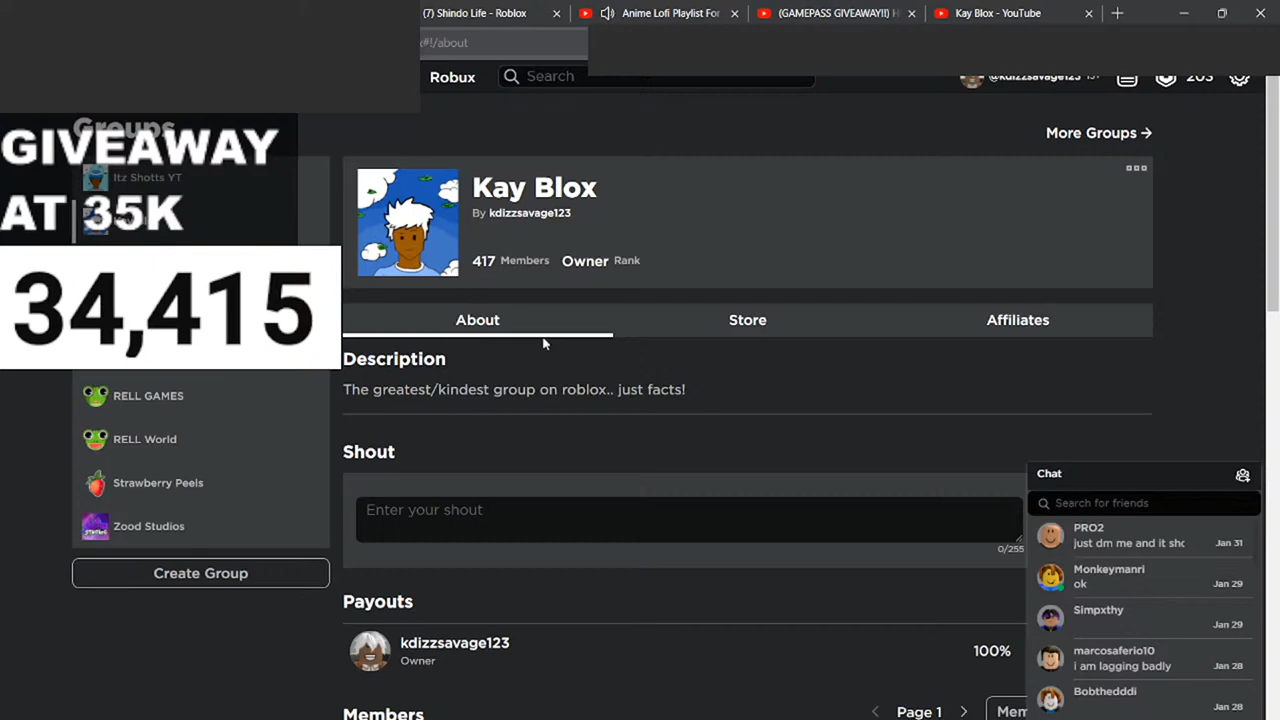 (7) Shindo Life - Roblox
Anime Lofi Playlist For
(GAMEPASS GIVEAWAY!!) H
Kay Blox - YouTube
x#!/about
Robux
Search
@kdizzsavage123
203
Groups
GIVEAWAY
AT 35K
34,415
Itz Shotts YT
RELL GAMES
RELL World
Strawberry Peels
Zood Studios
Create Group
More Groups
Kay Blox
By kdizzsavage123
417 Members Owner Rank
About
Store
Affiliates
Description
The greatest/kindest group on roblox.. just facts!
Shout
Enter your shout
0/255
Payouts
kdizzsavage123
Owner
100%
Members
Page 1
Mem
Chat
Search for friends
PRO2
just dm me and it sho
Jan 31
Monkeymanri
ok
Jan 29
Simpxthy
Jan 29
marcosaferio10
i am lagging badly
Jan 28
Bobthedddi
Jan 28